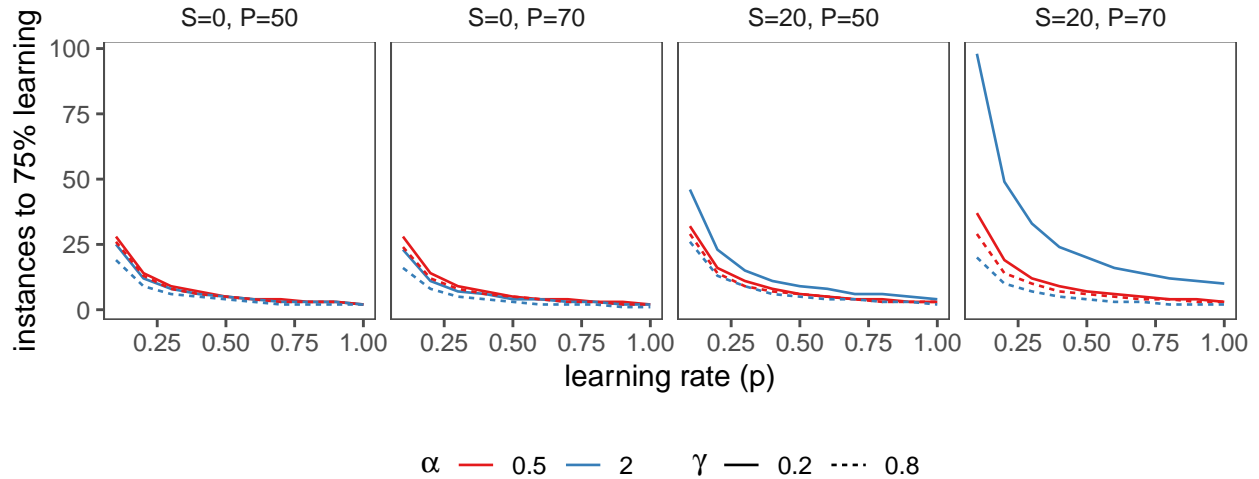 S=0, P=50 S=0, P=70 S=20, P=50 S=20, P=70
instances to 75% learning
100
75
50
25
0
0.25 0.50 0.75 1.00 0.25 0.50 0.75 1.00 0.25 0.50 0.75 1.00 0.25 0.50 0.75 1.00
learning rate (p)
α 0.5 2 γ 0.2 0.8